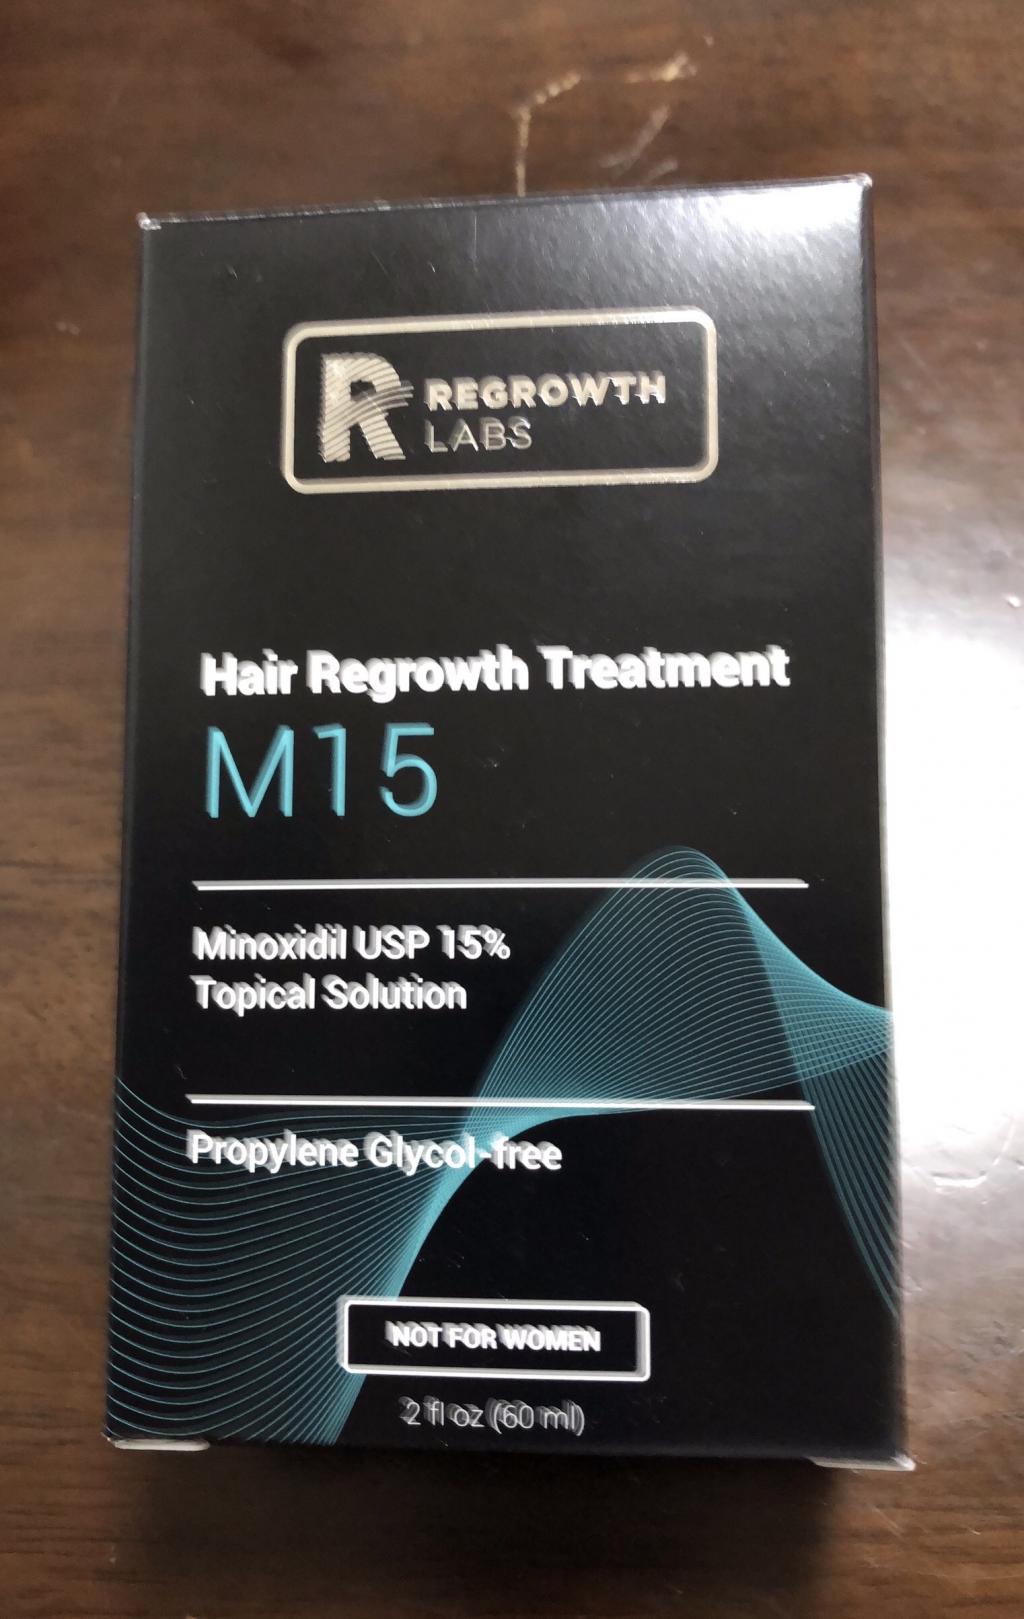 R REGROWTH
LABS
Hair Regrowth Treatment
M15
Minoxidil USP 15%
Topical Solution
Propylene Glycol-free
NOT FOR WOMEN
2 fl oz (60 ml)